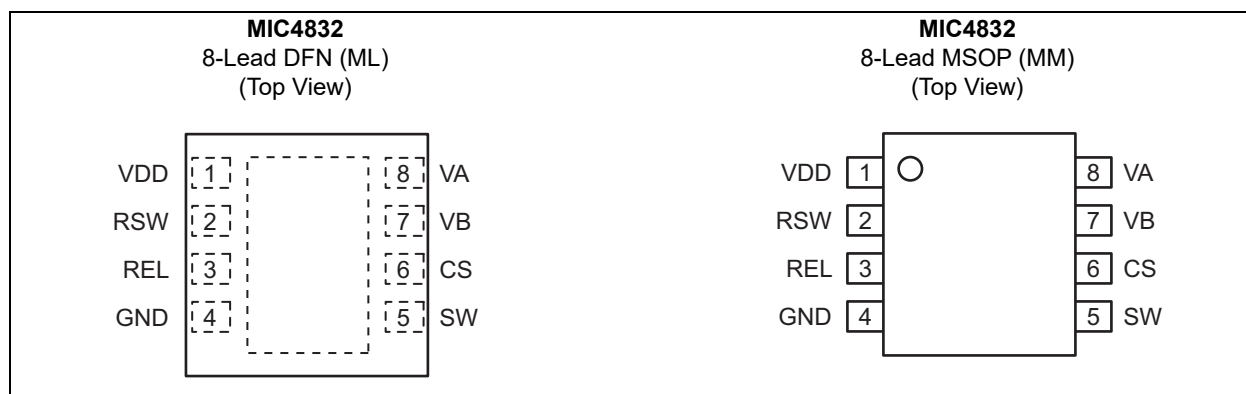 MIC4832
8-Lead DFN (ML)
(Top View)
VDD 1 8 VA
RSW 2 7 VB
REL 3 6 CS
GND 4 5 SW
MIC4832
8-Lead MSOP (MM)
(Top View)
VDD 1 8 VA
RSW 2 7 VB
REL 3 6 CS
GND 4 5 SW